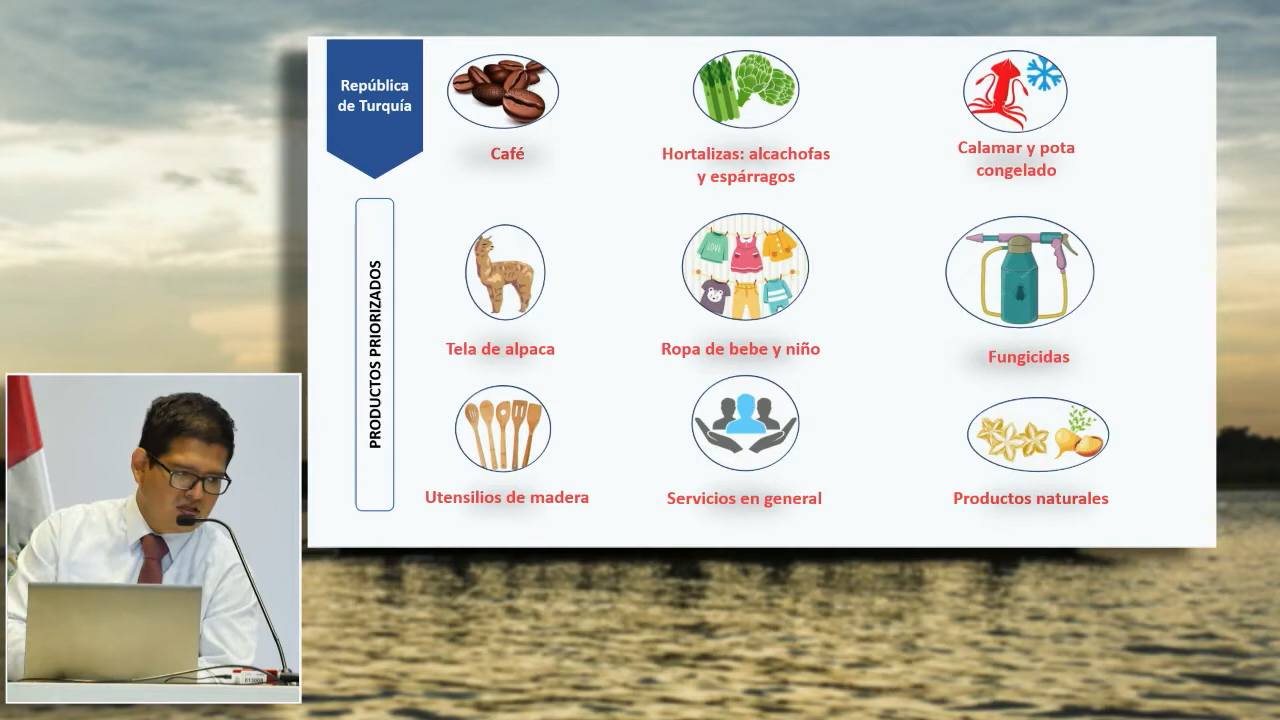 República
de Turquía
PRODUCTOS PRIORIZADOS
Café
Hortalizas: alcachofas
y espárragos
Calamar y pota
congelado
Tela de alpaca
LOVE
Ropa de bebe y niño
Fungicidas
Utensilios de madera
Servicios en general
Productos naturales